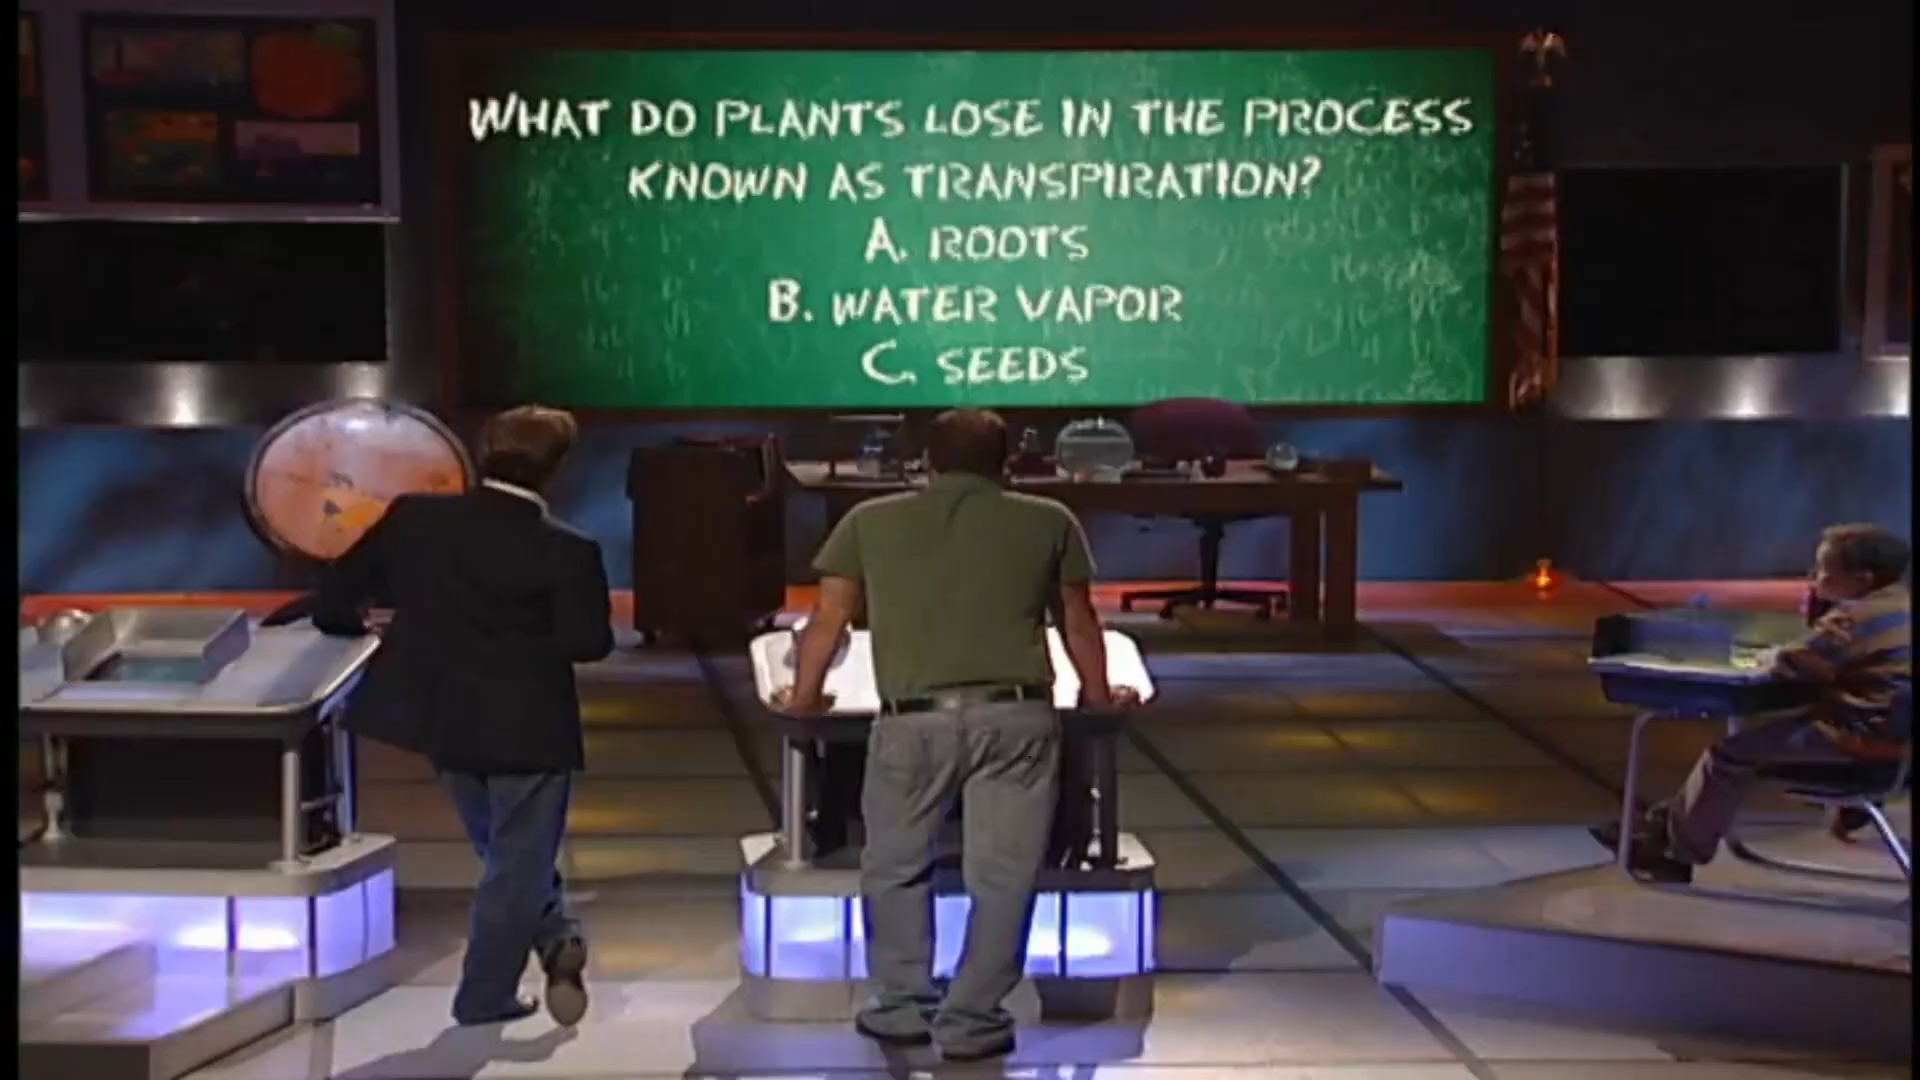 WHAT DO PLANTS LOSE IN THE PROCESS
KNOWN AS TRANSPIRATION?
A. ROOTS
B. WATER VAPOR
C. SEEDS